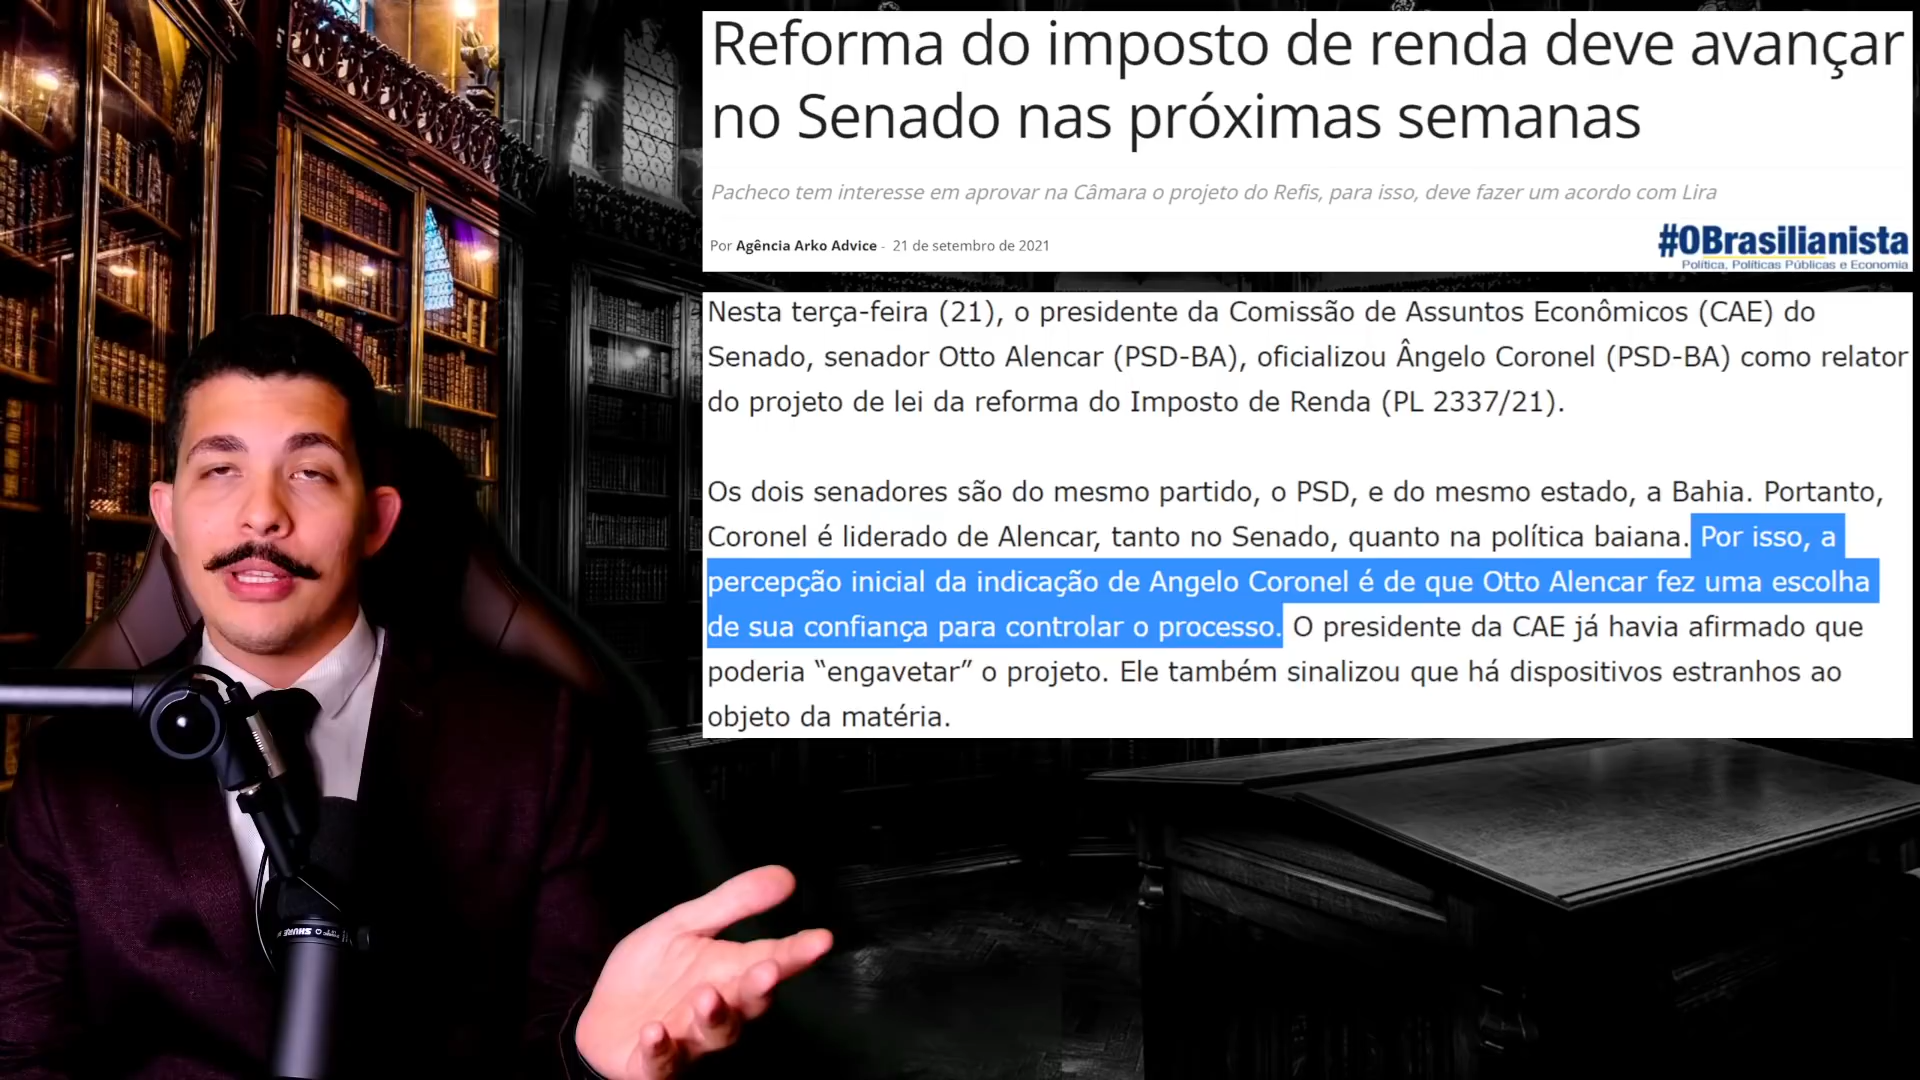 Reforma do imposto de renda deve avançar
no Senado nas próximas semanas
Pacheco tem interesse em aprovar na Câmara o projeto do Refis, para isso, deve fazer um acordo com Lira
Por Agência Arko Advice - 21 de setembro de 2021
#OBrasilianista
Política, Políticas Públicas e Economia
Nesta terça-feira (21), o presidente da Comissão de Assuntos Econômicos (CAE) do
Senado, senador Otto Alencar (PSD-BA), oficializou Ângelo Coronel (PSD-BA) como relator
do projeto de lei da reforma do Imposto de Renda (PL 2337/21).
Os dois senadores são do mesmo partido, o PSD, e do mesmo estado, a Bahia. Portanto,
Coronel é liderado de Alencar, tanto no Senado, quanto na política baiana. Por isso, a
percepção inicial da indicação de Angelo Coronel é de que Otto Alencar fez uma escolha
de sua confiança para controlar o processo. O presidente da CAE já havia afirmado que
poderia “engavetar” o projeto. Ele também sinalizou que há dispositivos estranhos ao
objeto da matéria.
SHURE